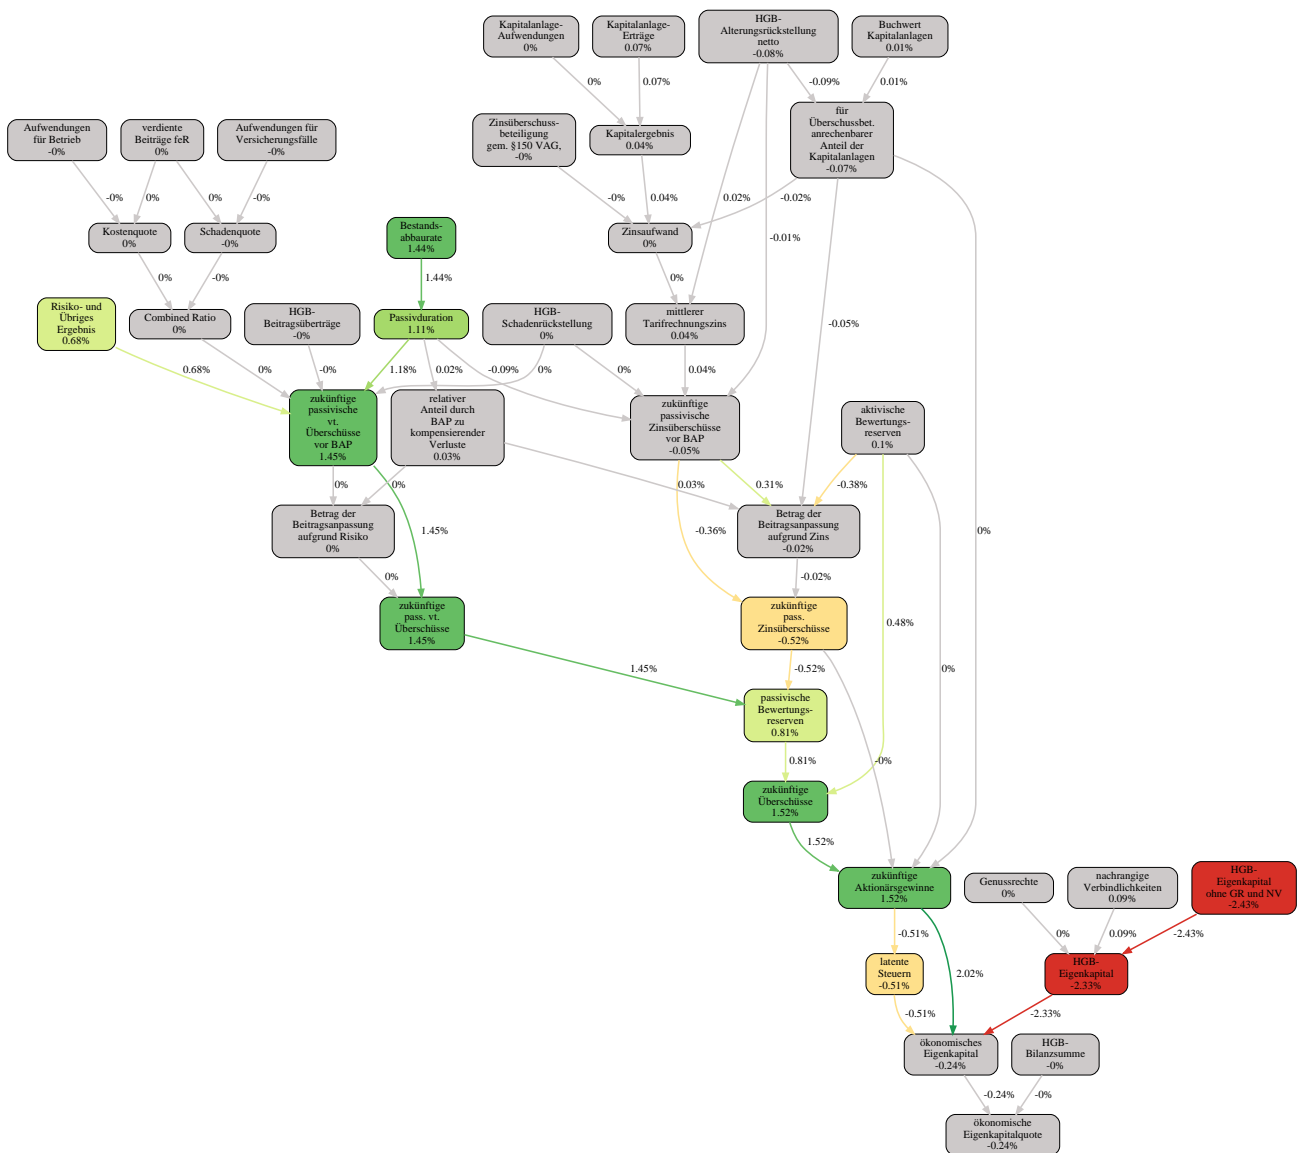 Kapitalanlage-
Aufwendungen
0%
Kapitalanlage-
Erträge
0.07%
HGB-
Alterungsrückstellung
netto
-0.08%
Buchwert
Kapitalanlagen
0.01%
0%
0.07%
-0.09%
0.01%
Aufwendungen
für Betrieb
-0%
verdiente
Beiträge feR
0%
Aufwendungen für
Versicherungsfälle
-0%
Zinsüberschuss-
beteiligung
gem. §150 VAG,
-0%
Kapitalergebnis
0.04%
für
Überschussbet.
anrechenbarer
Anteil der
Kapitalanlagen
-0.07%
-0%
0%
0%
-0%
-0%
0.04%
0.02%
-0.02%
Kostenquote
0%
Schadenquote
-0%
Bestands-
abbaurate
1.44%
Zinsaufwand
0%
-0.01%
0%
-0%
1.44%
0%
Risiko- und
Übriges
Ergebnis
0.68%
Combined Ratio
0%
HGB-
Beitragsüberträge
-0%
Passivduration
1.11%
HGB-
Schadenrückstellung
0%
mittlerer
Tarifrechnungszins
0.04%
-0.05%
0.68%
0%
-0%
1.18%
0.02%
-0.09%
0%
0%
0.04%
zukünftige
passivische
vt.
Überschüsse
vor BAP
1.45%
relativer
Anteil durch
BAP zu
kompensierender
Verluste
0.03%
zukünftige
passivische
Zinsüberschüsse
vor BAP
-0.05%
aktivische
Bewertungs-
reserven
0.1%
0%
0%
0.03%
0.31%
-0.38%
Betrag der
Beitragsanpassung
aufgrund Risiko
0%
1.45%
-0.36%
Betrag der
Beitragsanpassung
aufgrund Zins
-0.02%
0%
0%
-0.02%
zukünftige
pass. vt.
Überschüsse
1.45%
zukünftige
pass.
Zinsüberschüsse
-0.52%
0.48%
1.45%
-0.52%
0%
passivische
Bewertungs-
reserven
0.81%
0.81%
-0%
zukünftige
Überschüsse
1.52%
1.52%
zukünftige
Aktionärsgewinne
1.52%
Genussrechte
0%
nachrangige
Verbindlichkeiten
0.09%
HGB-
Eigenkapital
ohne GR und NV
-2.43%
-0.51%
0%
0.09%
-2.43%
latente
Steuern
-0.51%
2.02%
HGB-
Eigenkapital
-2.33%
-0.51%
-2.33%
ökonomisches
Eigenkapital
-0.24%
HGB-
Bilanzsumme
-0%
-0.24%
-0%
ökonomische
Eigenkapitalquote
-0.24%